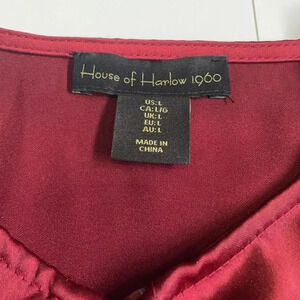 House of Harlow 1960
US: L
CA: L/G
UK: L
EU: L
AU: L
MADE IN
CHINA